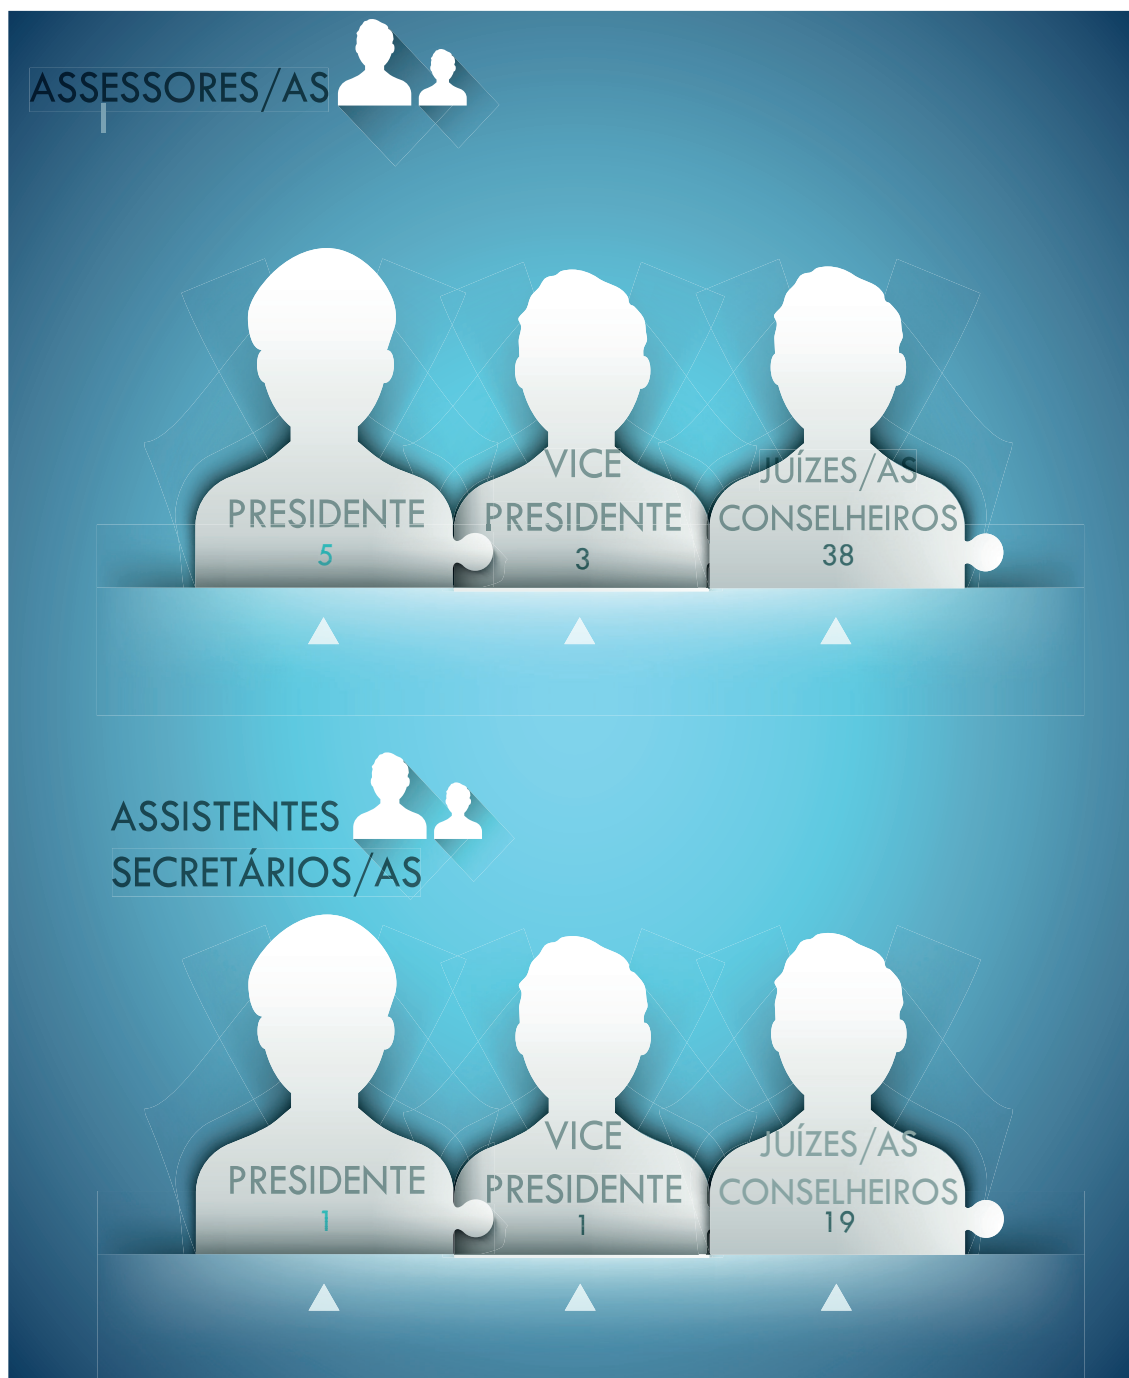 ASSESSORES/AS
PRESIDENTE
5
VICE
PRESIDENTE
3
JUÍZES/AS
CONSELHEIROS
38
ASSISTENTES
SECRETÁRIOS/AS
PRESIDENTE
1
VICE
PRESIDENTE
1
JUÍZES/AS
CONSELHEIROS
19